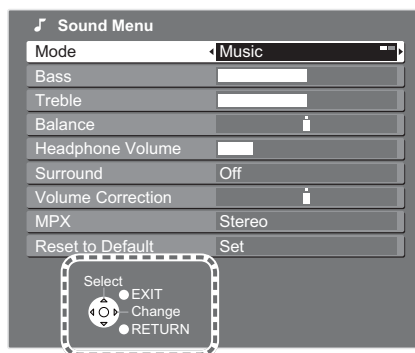 Sound Menu
Mode Music
Bass
Treble
Balance
Headphone Volume
Surround Off
Volume Correction
MPX Stereo
Reset to Default Set
Select
EXIT
Change
RETURN